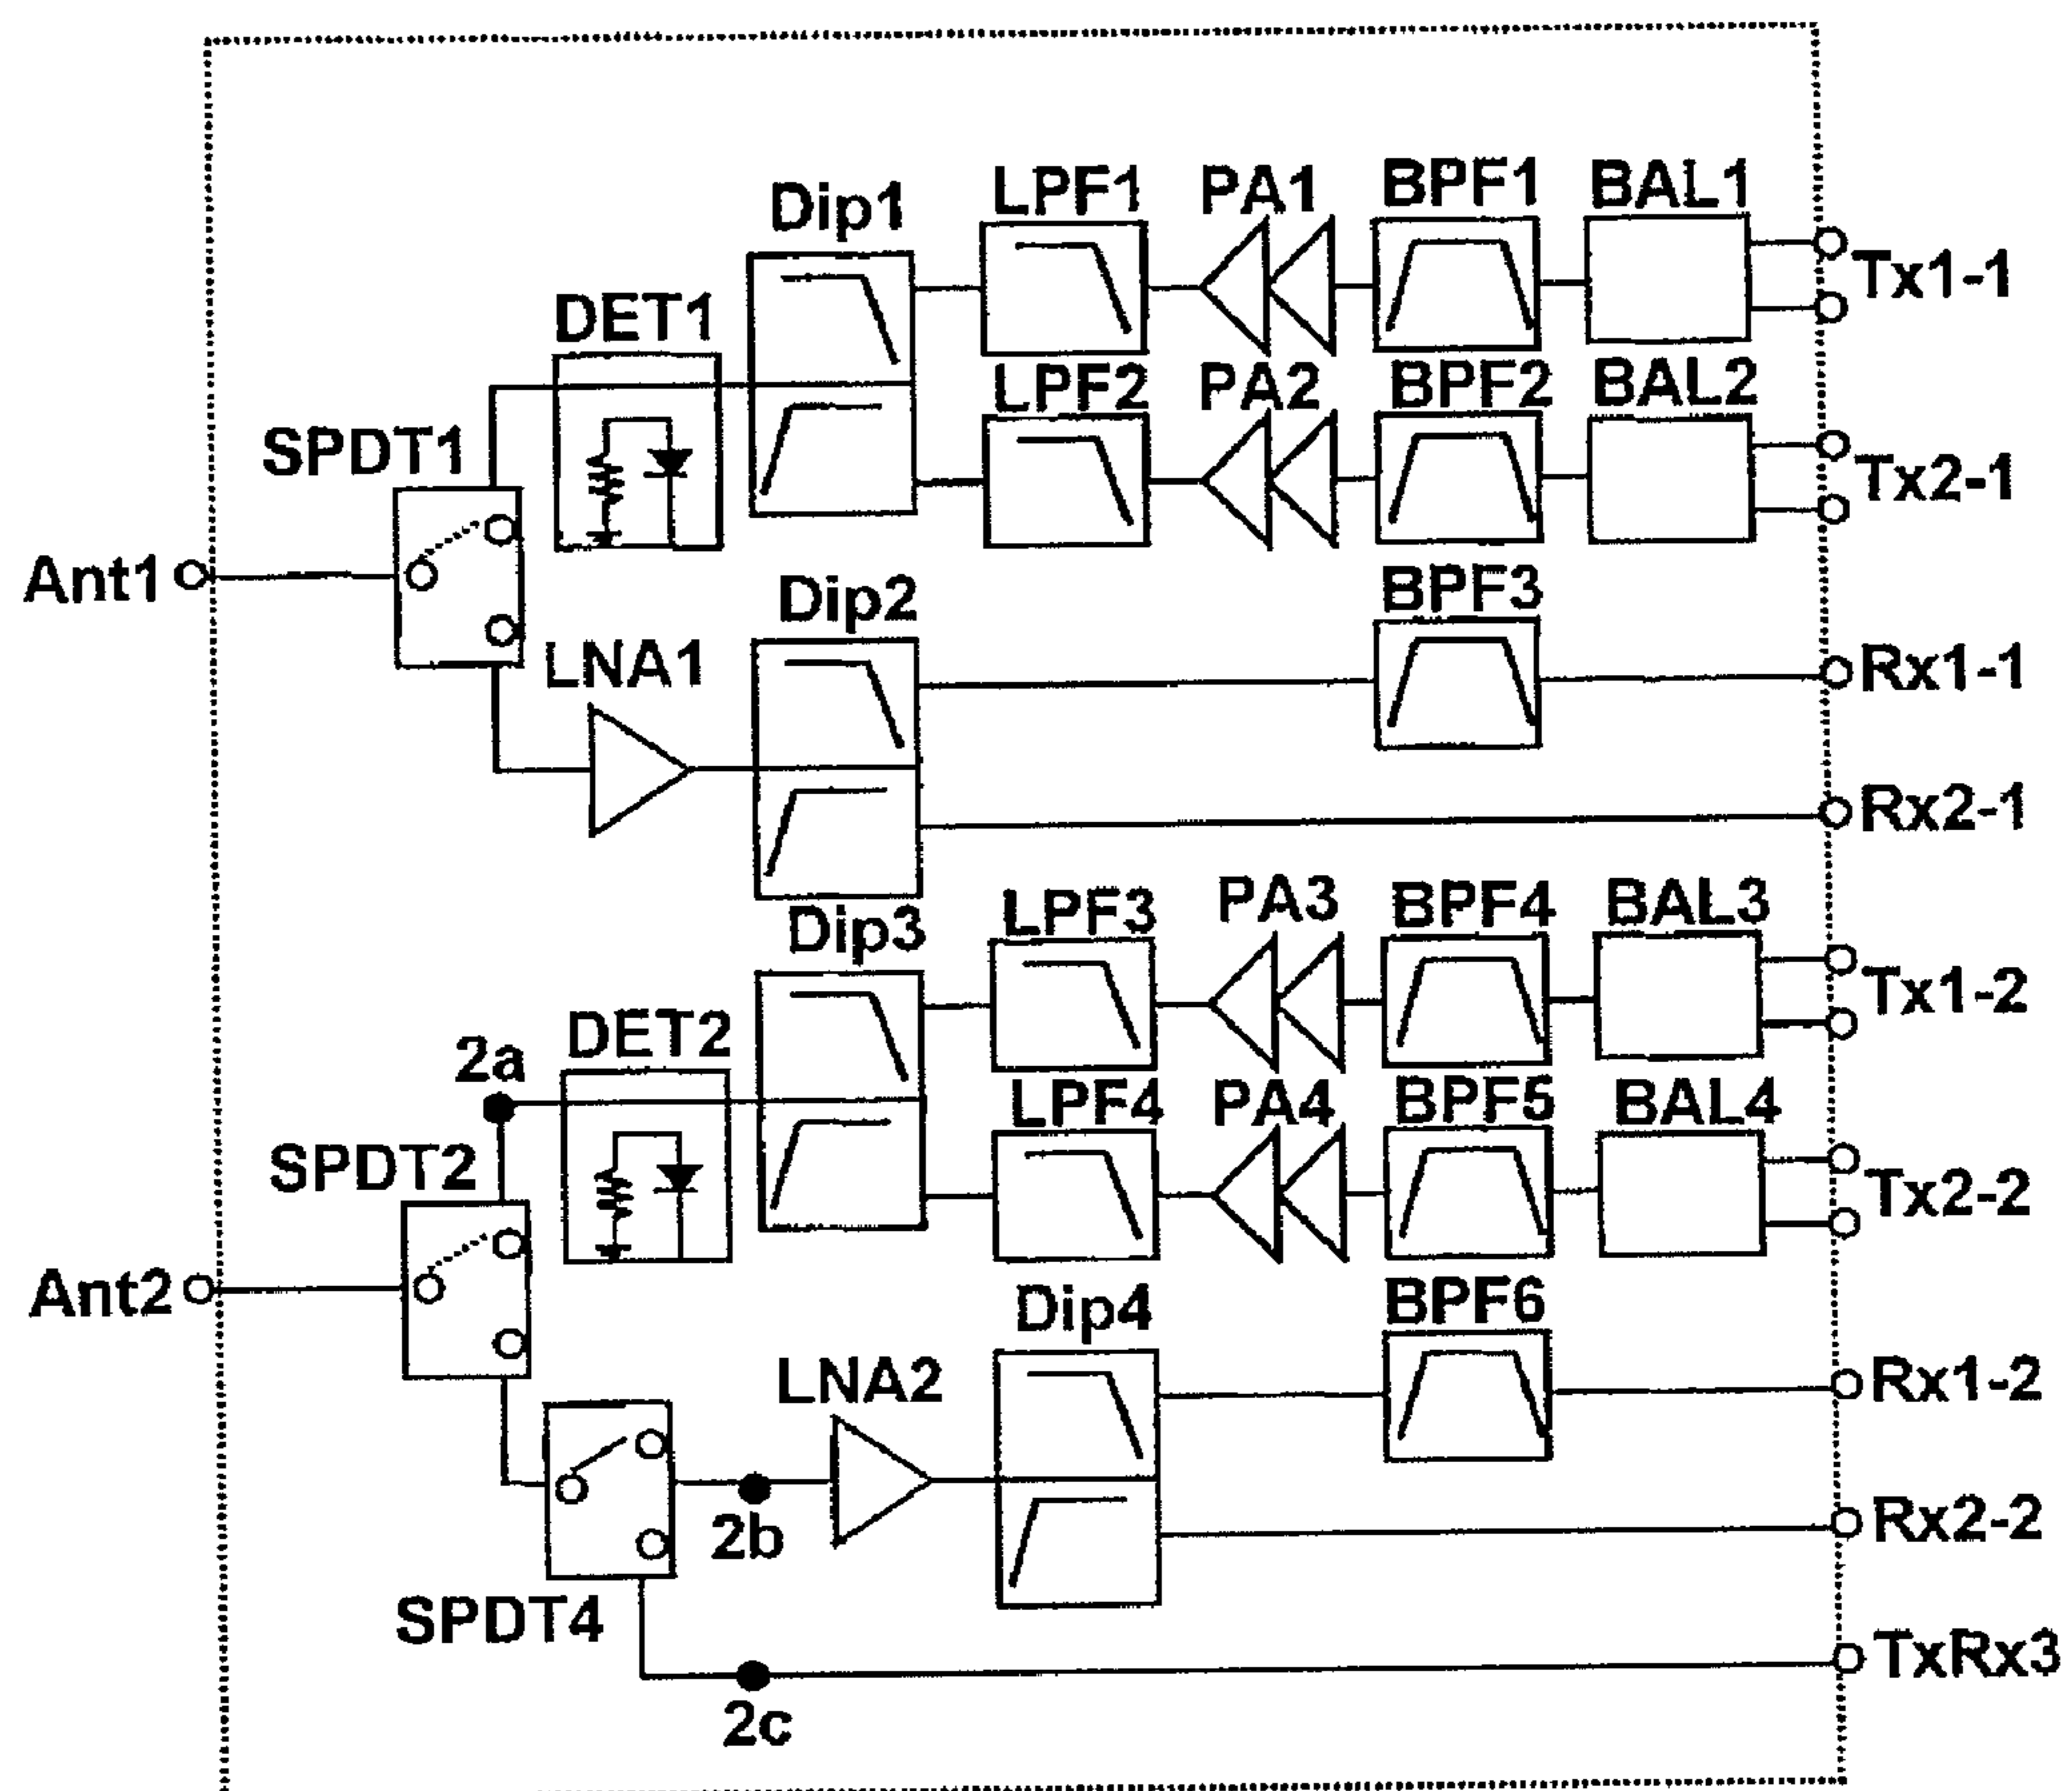 Dip1
LPF1
PA1
BPF1
BAL1
Tx1-1
DET1
LPF2
PA2
BPF2
BAL2
Tx2-1
SPDT1
Ant1
Dip2
BPF3
LNA1
Rx1-1
Rx2-1
Dip3
LPF3
PA3
BPF4
BAL3
Tx1-2
2a
DET2
LPF4
PA4
BPF5
BAL4
Tx2-2
SPDT2
Ant2
Dip4
BPF6
LNA2
Rx1-2
2b
Rx2-2
SPDT4
TxRx3
2c